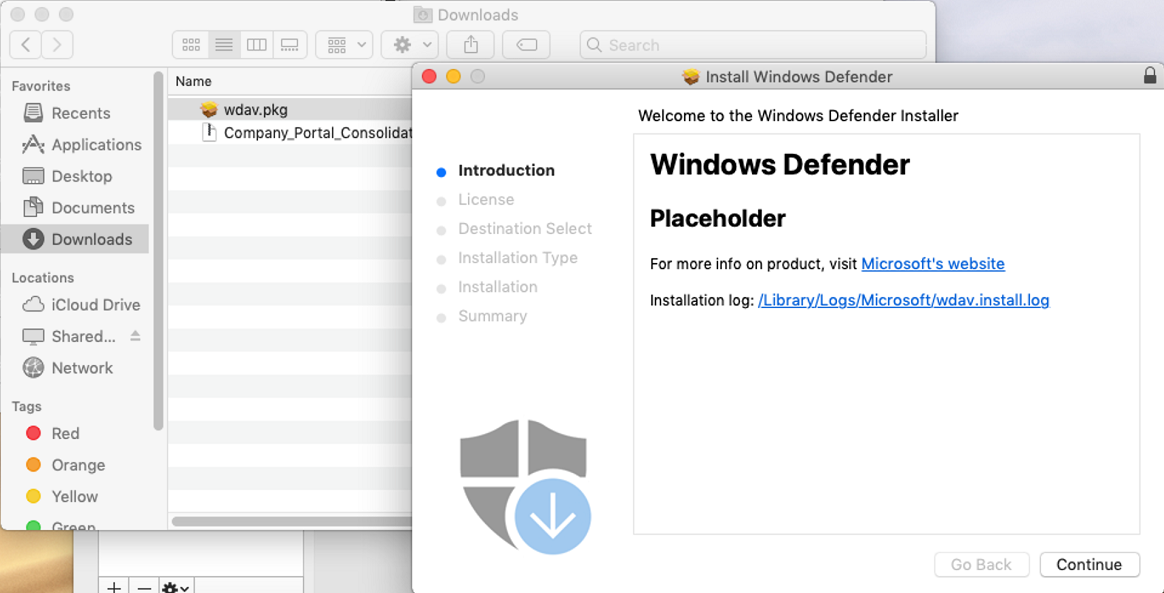 Downloads
Search
Favorites
Recents
Applications
Desktop
Documents
Downloads
Locations
iCloud Drive
Shared...
Network
Tags
Red
Orange
Yellow
Green
Name
wdav.pkg
Company_Portal_Consolidat
Install Windows Defender
Welcome to the Windows Defender Installer
Introduction
License
Destination Select
Installation Type
Installation
Summary
Windows Defender
Placeholder
For more info on product, visit Microsoft's website
Installation log: /Library/Logs/Microsoft/wdav.install.log
Go Back
Continue